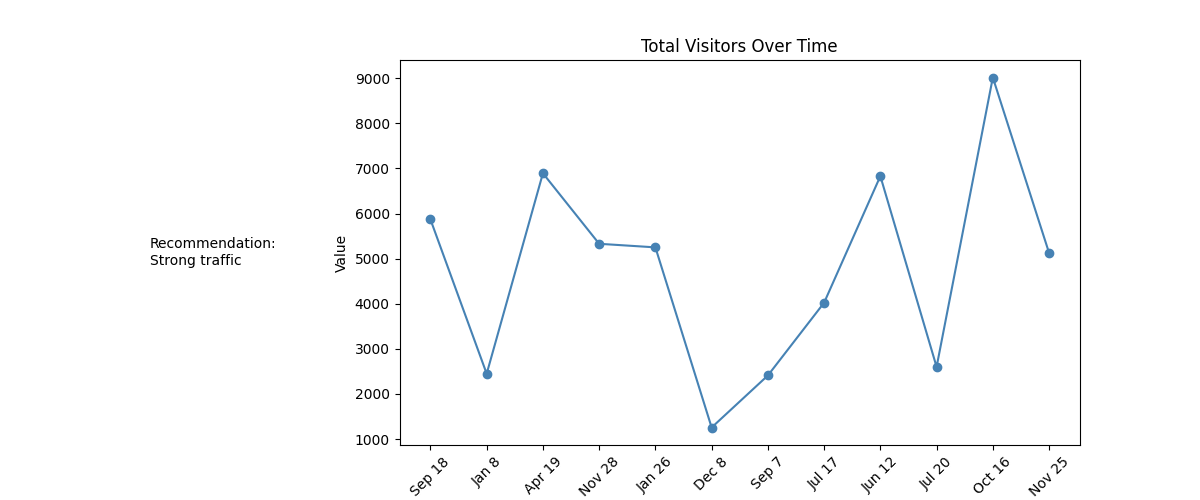 Total Visitors Over Time
Recommendation:
Strong traffic
Value
9000
8000
7000
6000
5000
4000
3000
2000
1000
Sep 18
Jan 8
Apr 19
Nov 28
Jan 26
Dec 8
Sep 7
Jul 17
Jun 12
Jul 20
Oct 16
Nov 25